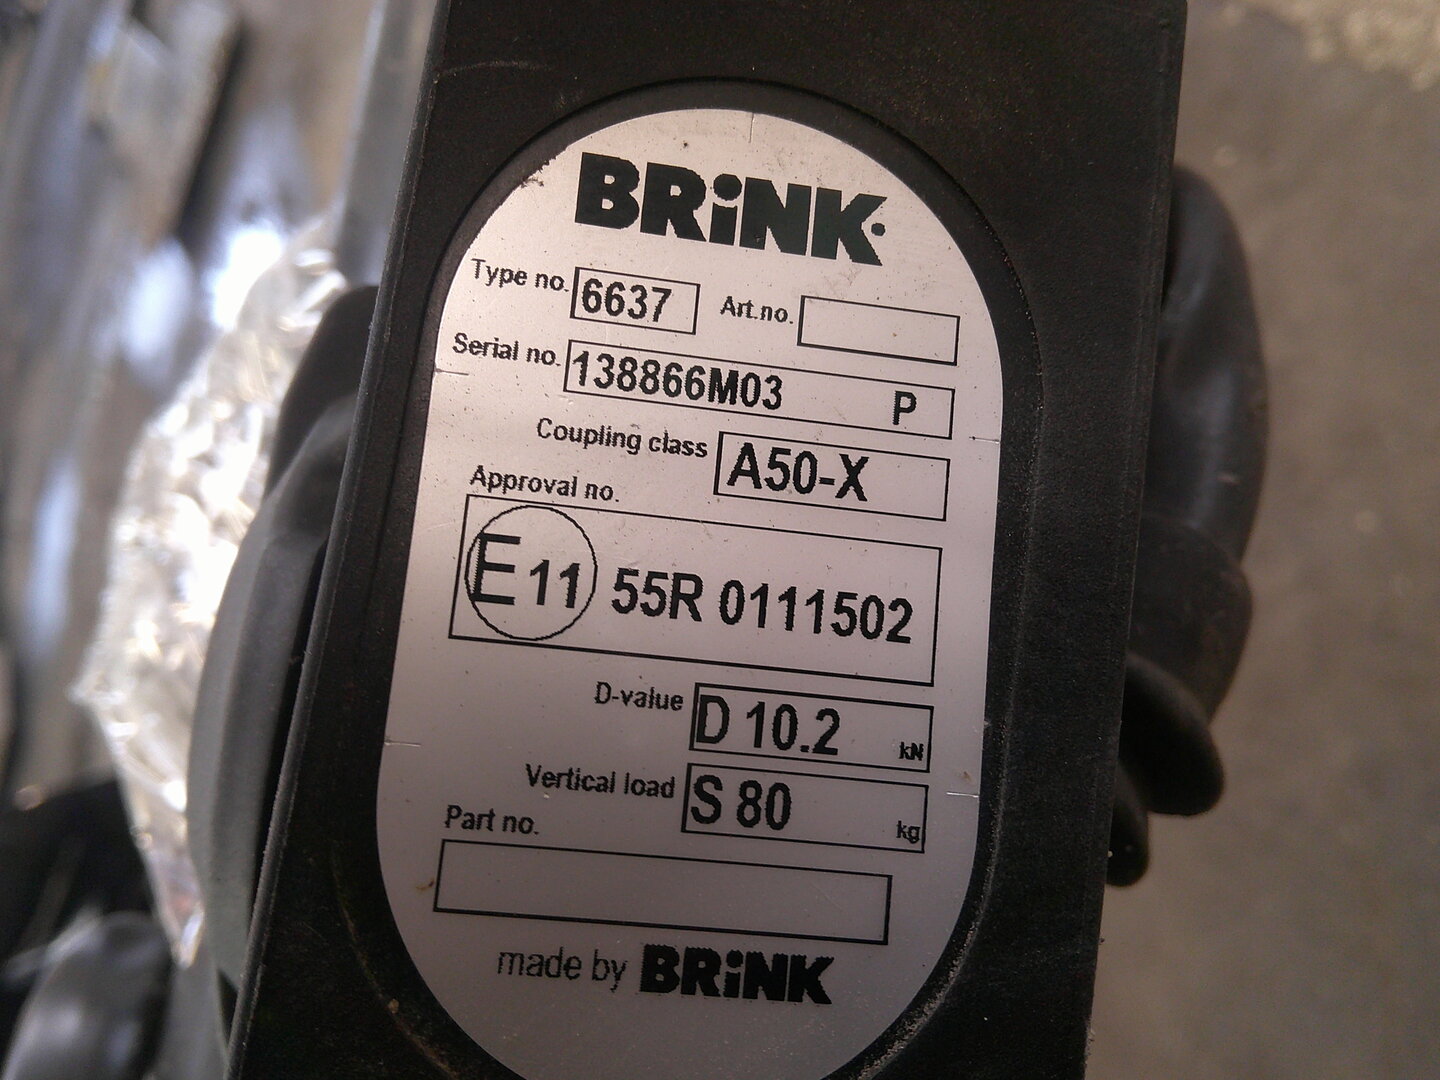 BRiNK
Type no. 6637 Art.no.
Serial no. 138866M03 P
Coupling class A50-X
Approval no.
E11 55R 0111502
D-value D 10.2 kN
Vertical load S 80 kg
Part no.
made by BRiNK